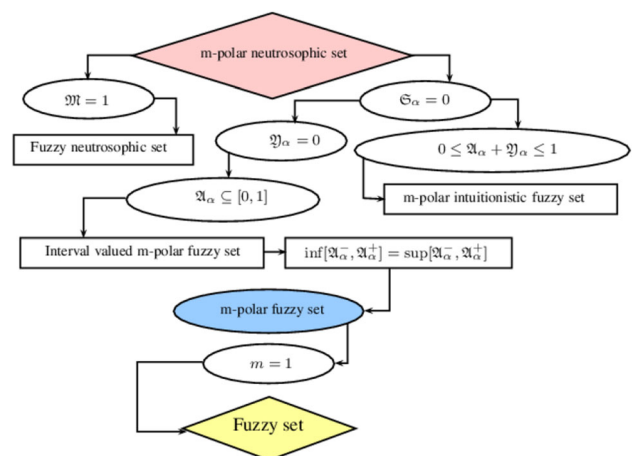 m-polar neutrosophic set
𝔐 = 1
𝔖α = 0
Fuzzy neutrosophic set
𝔜α = 0
0 ≤ 𝔄α + 𝔜α ≤ 1
𝔄α ⊆ [0, 1]
m-polar intuitionistic fuzzy set
Interval valued m-polar fuzzy set
inf[𝔄α⁻, 𝔄α⁺] = sup[𝔄α⁻, 𝔄α⁺]
m-polar fuzzy set
m = 1
Fuzzy set